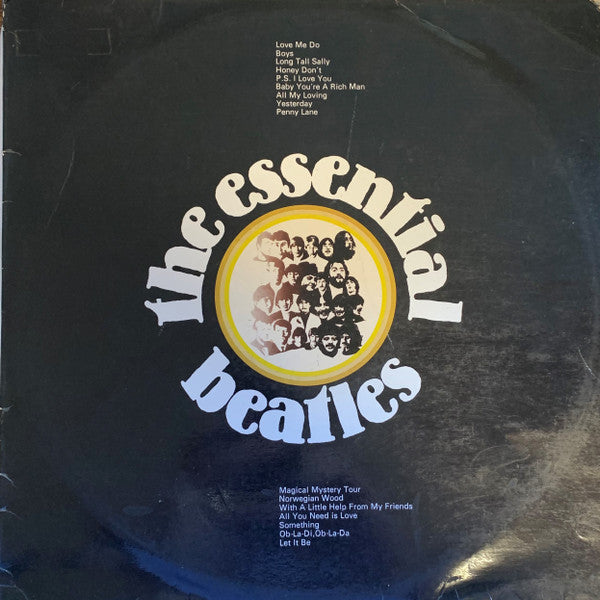 Love Me Do
Boys
Long Tall Sally
Honey Don't
P.S. I Love You
Baby You're A Rich Man
All My Loving
Yesterday
Penny Lane
the essential
beatles
Magical Mystery Tour
Norwegian Wood
With A Little Help From My Friends
All You Need is Love
Something
Ob-La-Di,Ob-La-Da
Let It Be